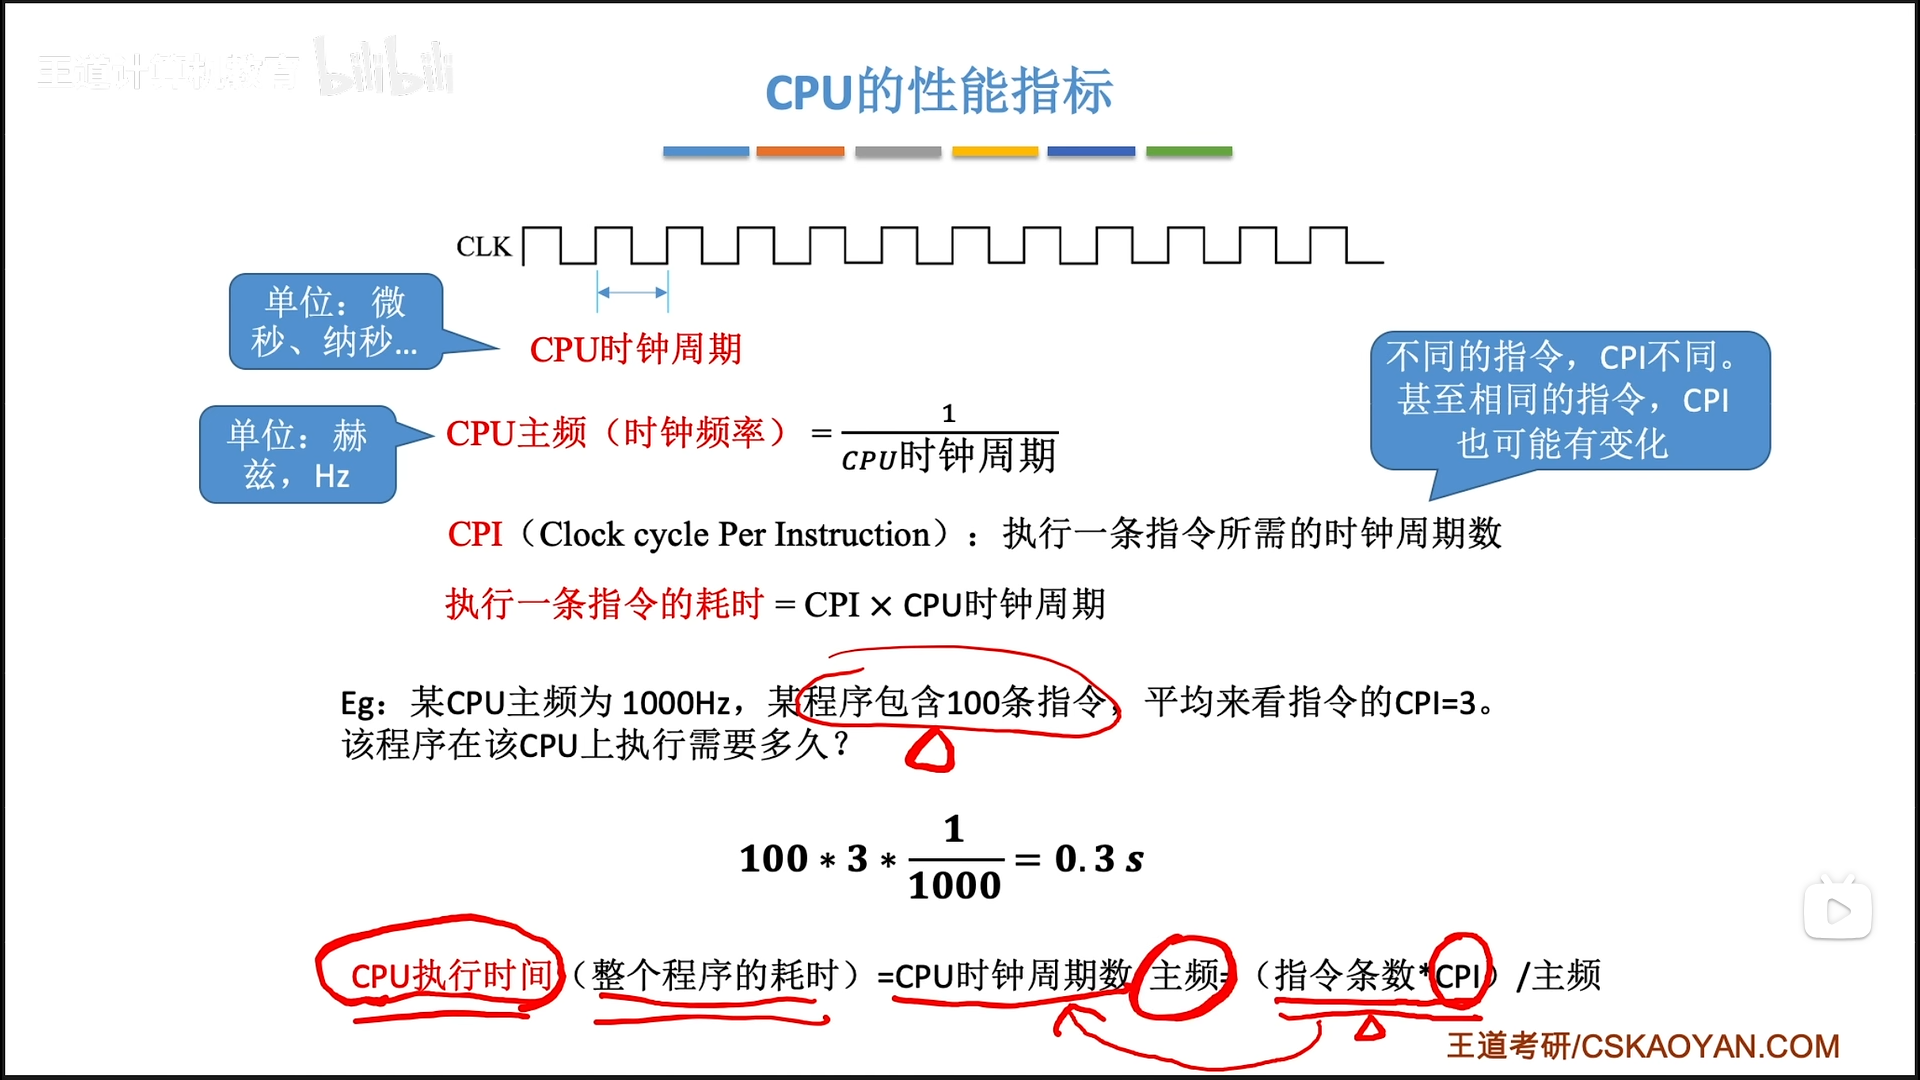 王道计算机教育 bilibili
CPU的性能指标
CLK
单位：微
秒、纳秒...
CPU时钟周期
不同的指令，CPI不同。
甚至相同的指令，CPI
也可能有变化
单位：赫
兹，Hz
CPU主频（时钟频率）= 1
CPU时钟周期
CPI（Clock cycle Per Instruction）：执行一条指令所需的时钟周期数
执行一条指令的耗时 = CPI × CPU时钟周期
Eg：某CPU主频为 1000Hz，某程序包含100条指令，平均来看指令的CPI=3。
该程序在该CPU上执行需要多久？
100 * 3 * 1/1000 = 0.3 s
CPU执行时间（整个程序的耗时）=CPU时钟周期数 主频=（指令条数*CPI）/主频
王道考研/CSKAOYAN.COM